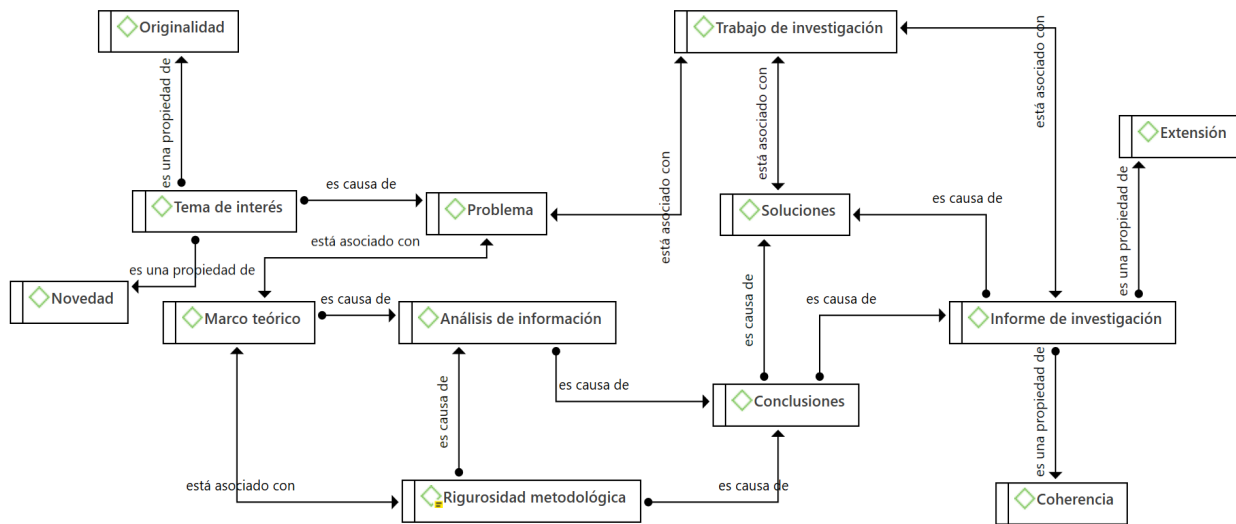 Originalidad
Trabajo de investigación
es una propiedad de
está asociado con
está asociado con
está asociado con
Extensión
es una propiedad de
Tema de interés
es causa de
Problema
Soluciones
es causa de
está asociado con
es una propiedad de
Novedad
Marco teórico
es causa de
Análisis de información
es causa de
es causa de
Informe de investigación
es causa de
es causa de
Conclusiones
es una propiedad de
está asociado con
Rigurosidad metodológica
es causa de
Coherencia